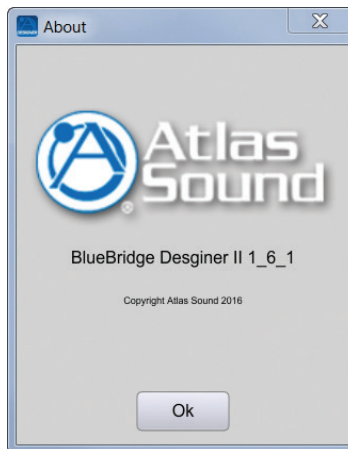 About
Atlas
Sound
BlueBridge Desginer II 1_6_1
Copyright Atlas Sound 2016
Ok